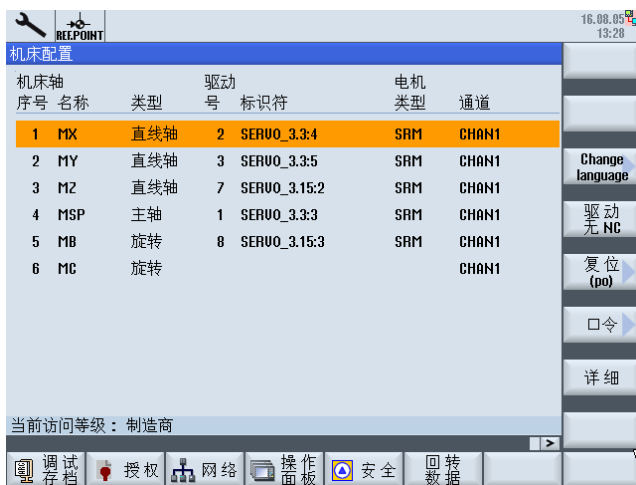 REF.POINT
16.08.05
13:28
机床配置
机床轴 驱动 电机
序号 名称 类型 号 标识符 类型 通道
1 MX 直线轴 2 SERVO_3.3:4 SRM CHAN1
2 MY 直线轴 3 SERVO_3.3:5 SRM CHAN1
3 MZ 直线轴 7 SERVO_3.15:2 SRM CHAN1
4 MSP 主轴 1 SERVO_3.3:3 SRM CHAN1
5 MB 旋转 8 SERVO_3.15:3 SRM CHAN1
6 MC 旋转 CHAN1
当前访问等级：制造商
Change
language
驱动
无 NC
复位
(po)
口令
详细
调试
存档
授权
网络
操作
面板
安全
回转
数据